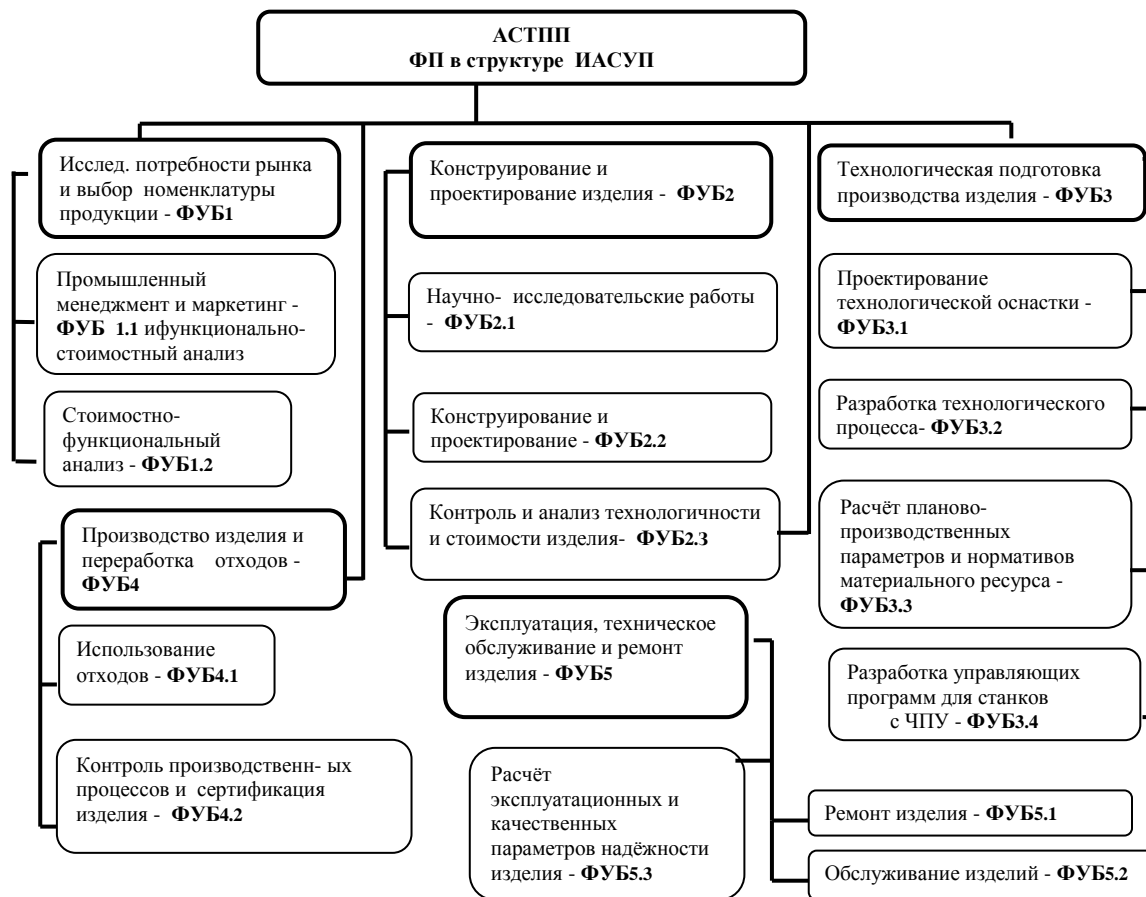 АСТПП
ФП в структуре ИАСУП
Исслед. потребности рынка
и выбор номенклатуры
продукции - ФУБ1
Промышленный
менеджмент и маркетинг -
ФУБ 1.1 ифункционально-
стоимостный анализ
Стоимостно-
функциональный
анализ - ФУБ1.2
Производство изделия и
переработка отходов -
ФУБ4
Использование
отходов - ФУБ4.1
Контроль производственн- ых
процессов и сертификация
изделия - ФУБ4.2
Конструирование и
проектирование изделия - ФУБ2
Научно- исследовательские работы
- ФУБ2.1
Конструирование и
проектирование - ФУБ2.2
Контроль и анализ технологичности
и стоимости изделия- ФУБ2.3
Эксплуатация, техническое
обслуживание и ремонт
изделия - ФУБ5
Расчёт
эксплуатационных и
качественных
параметров надёжности
изделия - ФУБ5.3
Технологическая подготовка
производства изделия - ФУБ3
Проектирование
технологической оснастки -
ФУБ3.1
Разработка технологического
процесса- ФУБ3.2
Расчёт планово-
производственных
параметров и нормативов
материального ресурса -
ФУБ3.3
Разработка управляющих
программ для станков
с ЧПУ - ФУБ3.4
Ремонт изделия - ФУБ5.1
Обслуживание изделий - ФУБ5.2